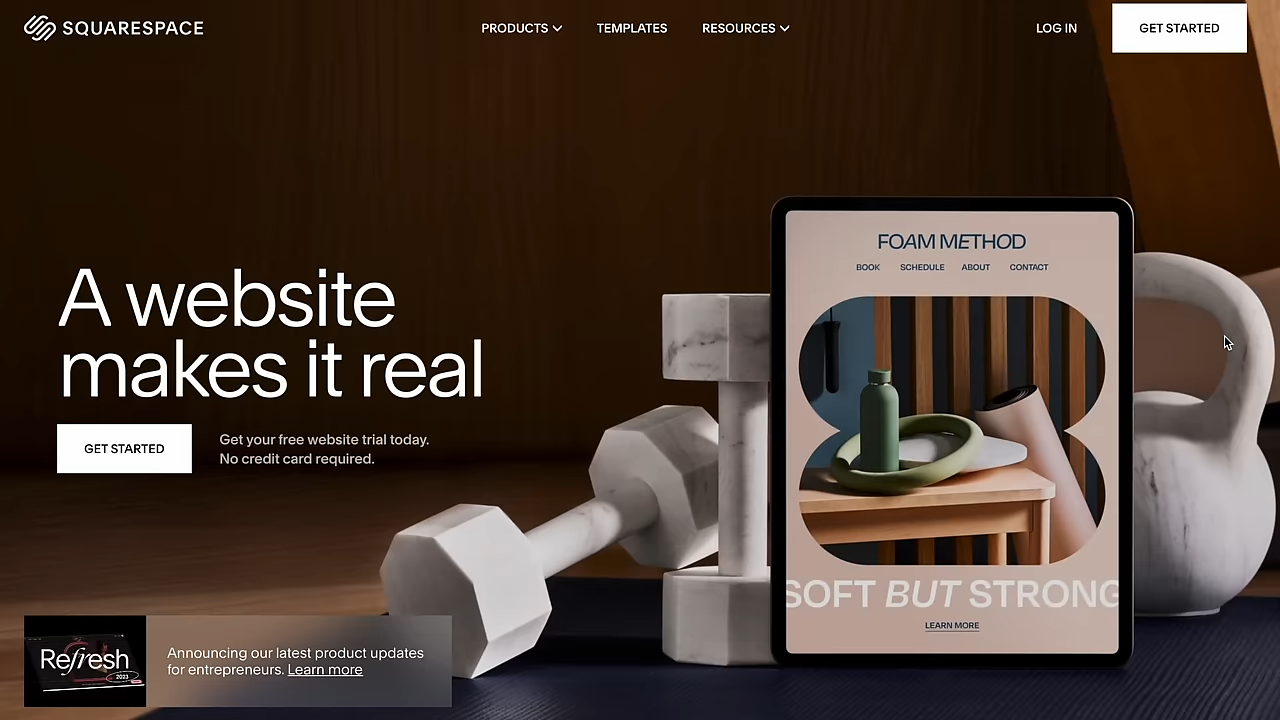 SQUARESPACE
PRODUCTS
TEMPLATES
RESOURCES
LOG IN
GET STARTED
FOAM METHOD
BOOK SCHEDULE ABOUT CONTACT
A website
makes it real
GET STARTED
Get your free website trial today.
No credit card required.
SOFT BUT STRONG
LEARN MORE
Refresh
2023
Announcing our latest product updates
for entrepreneurs. Learn more